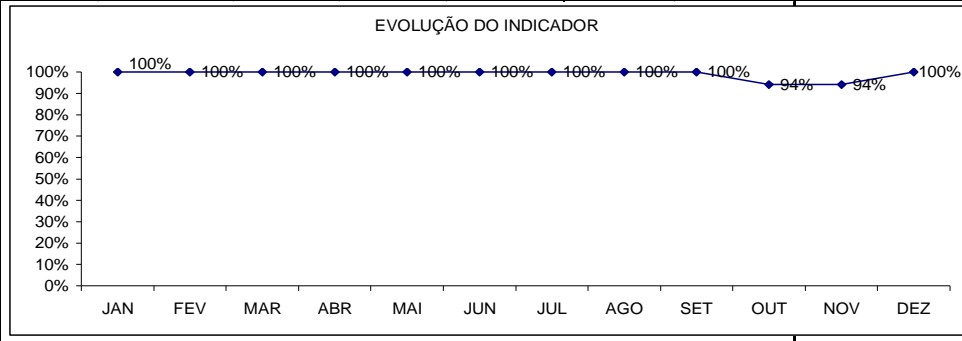 EVOLUÇÃO DO INDICADOR
100%
100% 100% 100% 100% 100% 100% 100% 100% 100% 100% 100%
90% 94% 94%
80%
70%
60%
50%
40%
30%
20%
10%
0%
JAN FEV MAR ABR MAI JUN JUL AGO SET OUT NOV DEZ